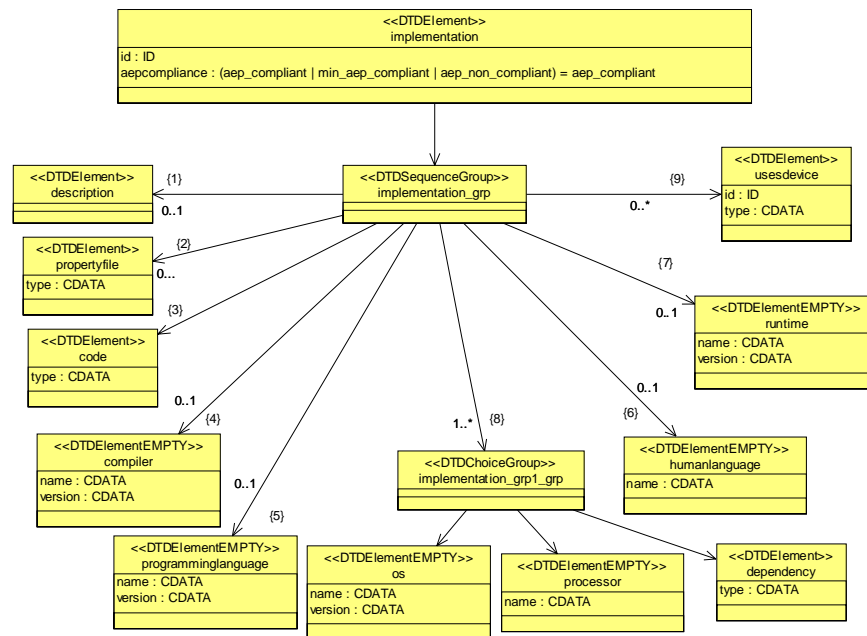 <<DTDElement>>
implementation
id : ID
aepcompliance : (aep_compliant | min_aep_compliant | aep_non_compliant) = aep_compliant
<<DTDElement>>
description
{1}
0..1
<<DTDSequenceGroup>>
implementation_grp
{9}
0..*
<<DTDElement>>
usesdevice
id : ID
type : CDATA
<<DTDElement>>
propertyfile
type : CDATA
{2}
0...
<<DTDElement>>
code
type : CDATA
{3}
{7}
0..1
<<DTDElementEMPTY>>
runtime
name : CDATA
version : CDATA
0..1
{4}
<<DTDElementEMPTY>>
compiler
name : CDATA
version : CDATA
1..*
{8}
0..1
{6}
<<DTDElementEMPTY>>
humanlanguage
name : CDATA
<<DTDChoiceGroup>>
implementation_grp1_grp
0..1
{5}
<<DTDElementEMPTY>>
programminglanguage
name : CDATA
version : CDATA
<<DTDElementEMPTY>>
os
name : CDATA
version : CDATA
<<DTDElementEMPTY>>
processor
name : CDATA
<<DTDElement>>
dependency
type : CDATA